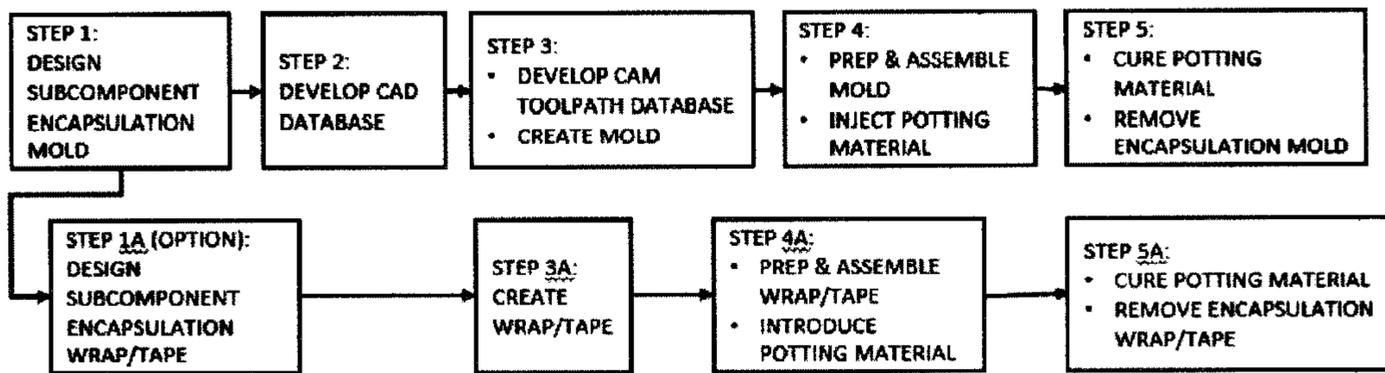 STEP 1:
DESIGN
SUBCOMPONENT
ENCAPSULATION
MOLD
STEP 2:
DEVELOP CAD
DATABASE
STEP 3:
• DEVELOP CAM
TOOLPATH DATABASE
• CREATE MOLD
STEP 4:
• PREP & ASSEMBLE
MOLD
• INJECT POTTING
MATERIAL
STEP 5:
• CURE POTTING
MATERIAL
• REMOVE
ENCAPSULATION MOLD
STEP 1A (OPTION):
DESIGN
SUBCOMPONENT
ENCAPSULATION
WRAP/TAPE
STEP 3A:
CREATE
WRAP/TAPE
STEP 4A:
• PREP & ASSEMBLE
WRAP/TAPE
• INTRODUCE
POTTING MATERIAL
STEP 5A:
• CURE POTTING MATERIAL
• REMOVE ENCAPSULATION
WRAP/TAPE